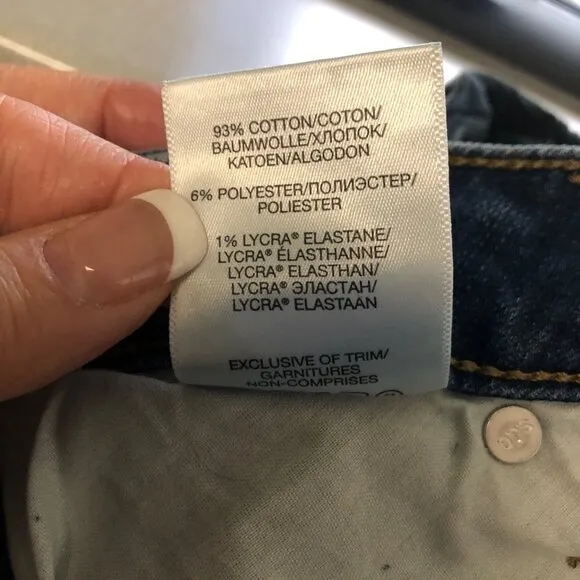 93% COTTON/COTON/
BAUMWOLLE/ХЛОПОК/
KATOEN/ALGODON
6% POLYESTER/ПОЛИЭСТЕР/
POLIESTER
1% LYCRA® ELASTANE/
LYCRA® ÉLASTHANNE/
LYCRA® ELASTHAN/
LYCRA® ЭЛАСТАН/
LYCRA® ELASTAAN
EXCLUSIVE OF TRIM/
GARNITURES
NON-COMPRISES